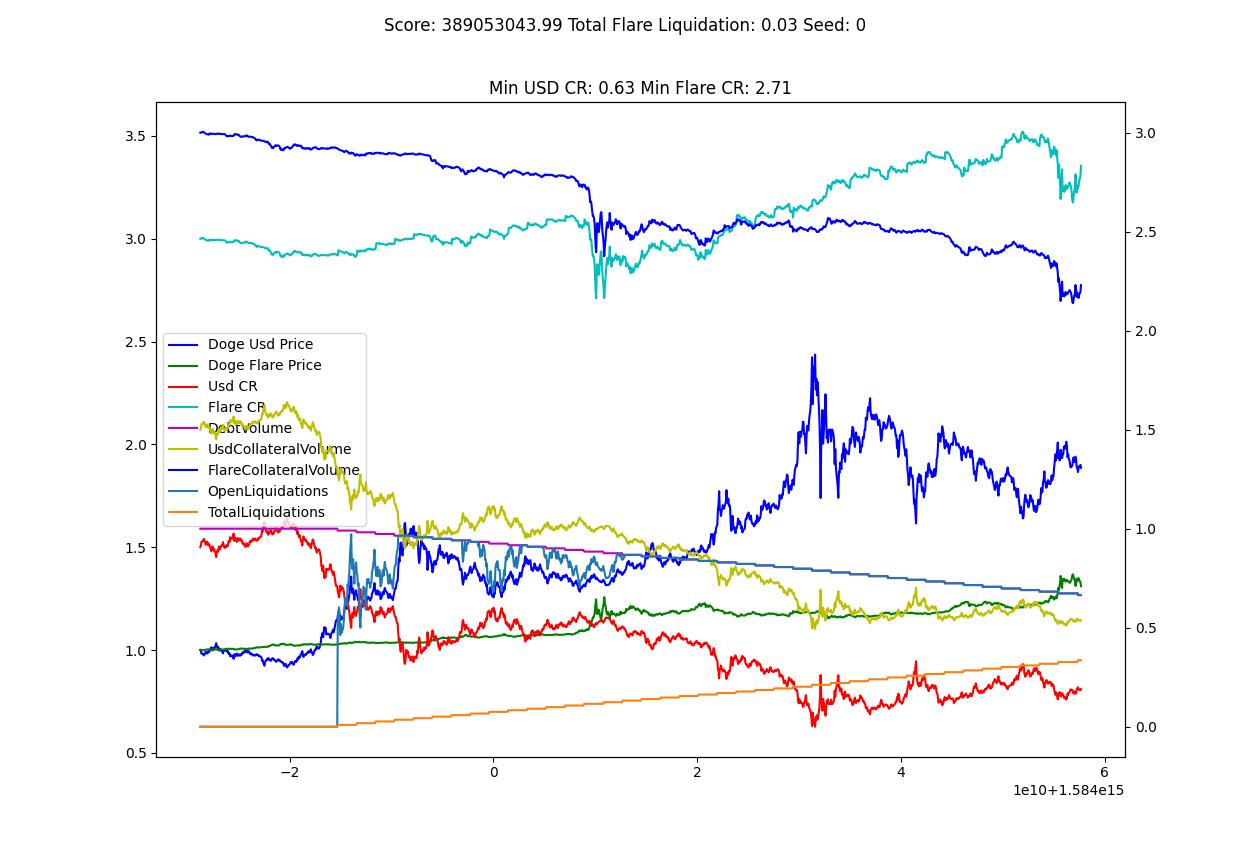 Score: 389053043.99 Total Flare Liquidation: 0.03 Seed: 0
Min USD CR: 0.63 Min Flare CR: 2.71
3.5
3.0
2.5
2.0
1.5
1.0
0.5
3.0
2.5
2.0
1.5
1.0
0.5
0.0
Doge Usd Price
Doge Flare Price
Usd CR
Flare CR
DebtVolume
UsdCollateralVolume
FlareCollateralVolume
OpenLiquidations
TotalLiquidations
−2 0 2 4 6
1e10+1.584e15